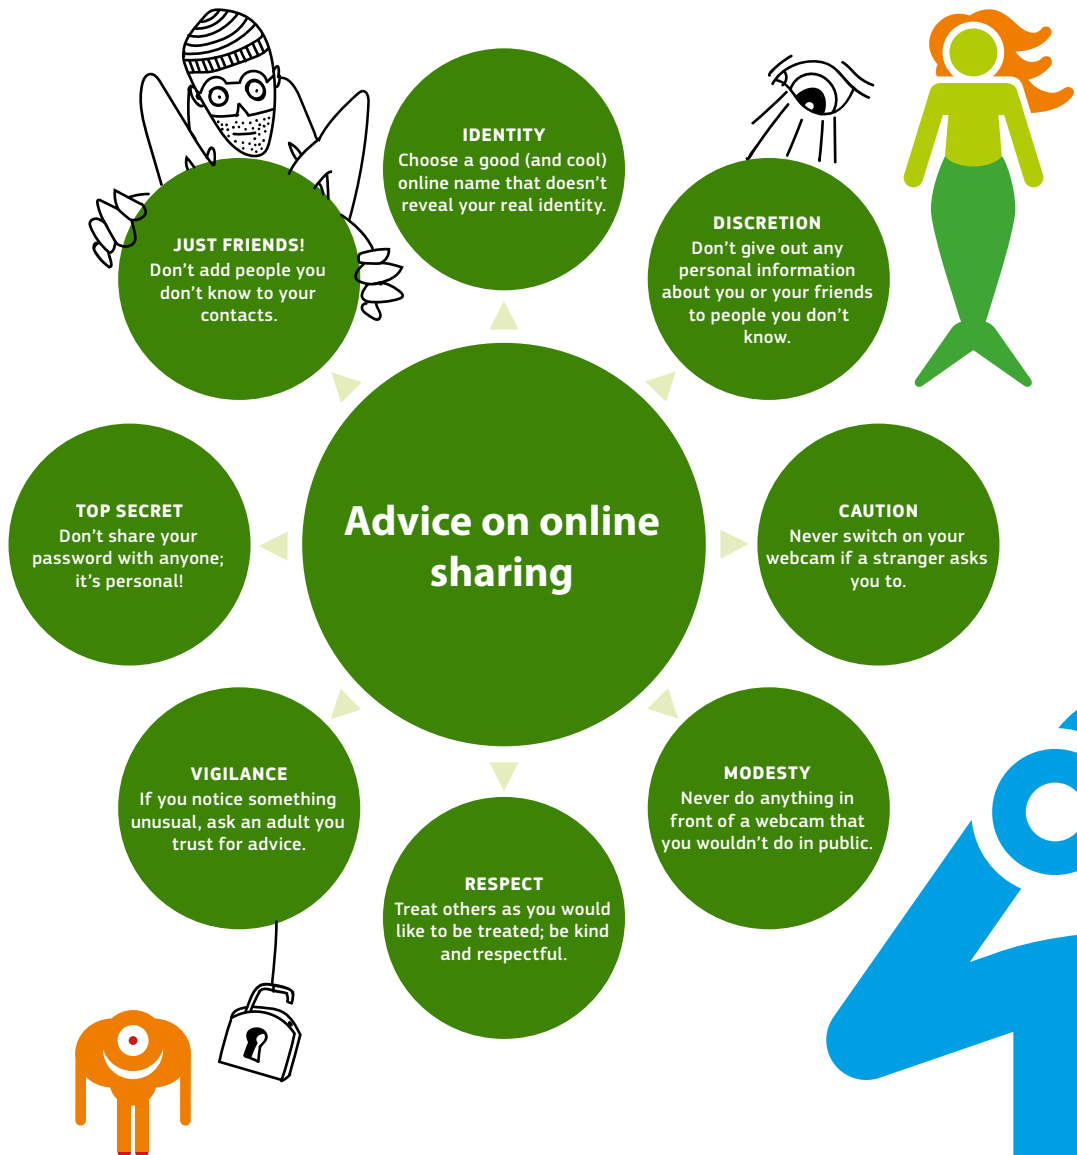 IDENTITY
Choose a good (and cool)
online name that doesn't
reveal your real identity.
DISCRETION
Don't give out any
personal information
about you or your friends
to people you don't
know.
JUST FRIENDS!
Don't add people you
don't know to your
contacts.
Advice on online
sharing
TOP SECRET
Don't share your
password with anyone;
it's personal!
CAUTION
Never switch on your
webcam if a stranger asks
you to.
VIGILANCE
If you notice something
unusual, ask an adult you
trust for advice.
MODESTY
Never do anything in
front of a webcam that
you wouldn't do in public.
RESPECT
Treat others as you would
like to be treated; be kind
and respectful.